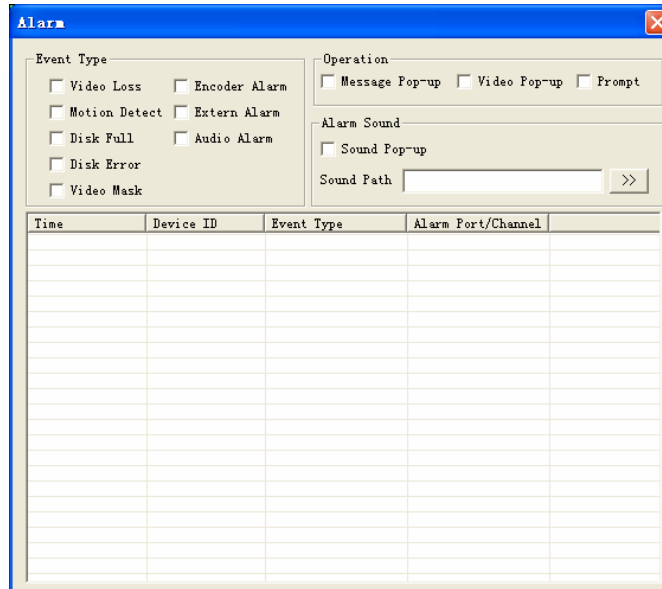 Alarm
Event Type
Video Loss Encoder Alarm
Motion Detect Extern Alarm
Disk Full Audio Alarm
Disk Error
Video Mask
Operation
Message Pop-up Video Pop-up Prompt
Alarm Sound
Sound Pop-up
Sound Path >>
Time Device ID Event Type Alarm Port/Channel